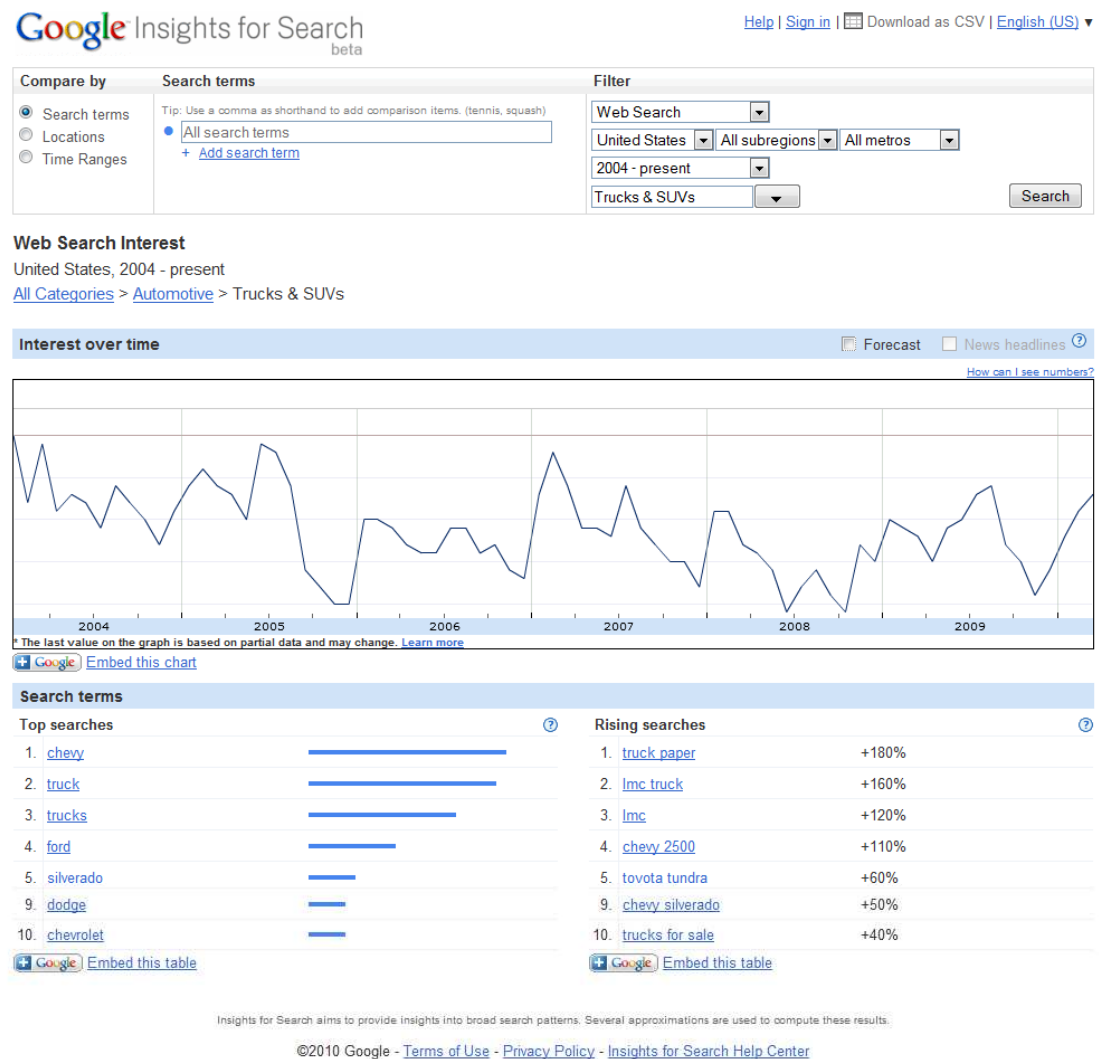 Google Insights for Search
beta
Help | Sign in | Download as CSV | English (US) ▼
Compare by
Search terms
Filter
Search terms
Locations
Time Ranges
Tip: Use a comma as shorthand to add comparison items. (tennis, squash)
All search terms
+ Add search term
Web Search
United States All subregions All metros
2004 - present
Trucks & SUVs
Search
Web Search Interest
United States, 2004 - present
All Categories > Automotive > Trucks & SUVs
Interest over time
Forecast News headlines ?
How can I see numbers?
2004 2005 2006 2007 2008 2009
* The last value on the graph is based on partial data and may change. Learn more
Google Embed this chart
Search terms
Top searches ?
1. chevy
2. truck
3. trucks
4. ford
5. silverado
9. dodge
10. chevrolet
Google Embed this table
Rising searches ?
1. truck paper +180%
2. lmc truck +160%
3. lmc +120%
4. chevy 2500 +110%
5. tovota tundra +60%
9. chevy silverado +50%
10. trucks for sale +40%
Google Embed this table
Insights for Search aims to provide insights into broad search patterns. Several approximations are used to compute these results.
©2010 Google - Terms of Use - Privacy Policy - Insights for Search Help Center